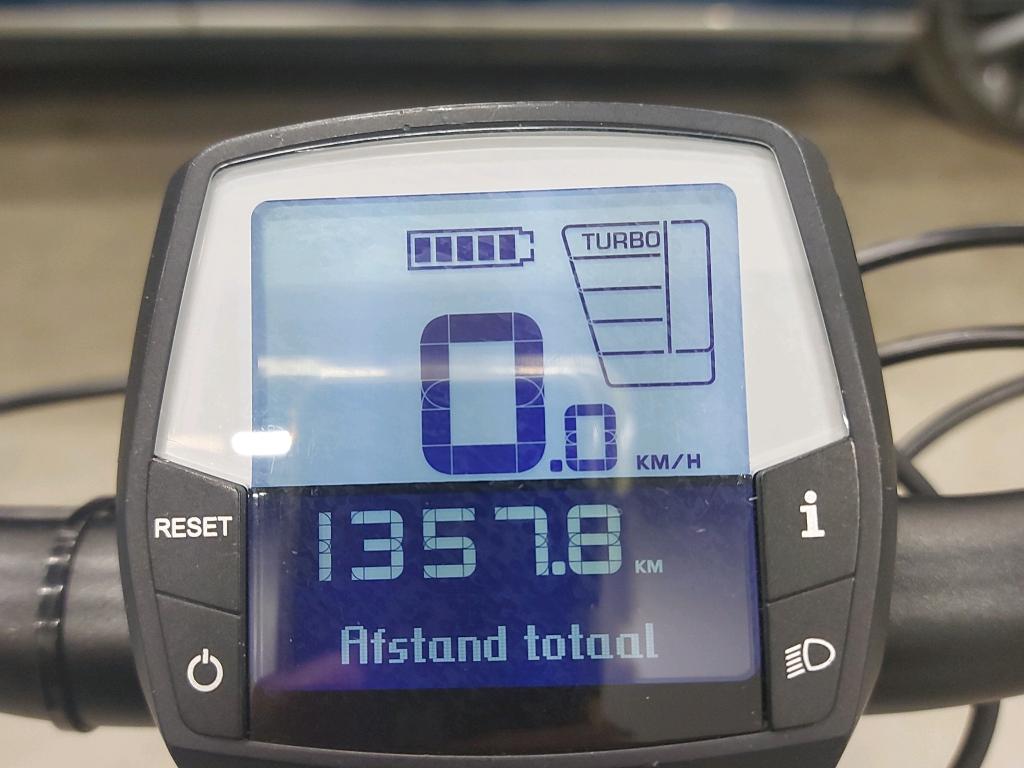 TURBO
0.0 KM/H
RESET
i
1357.8 KM
Afstand totaal